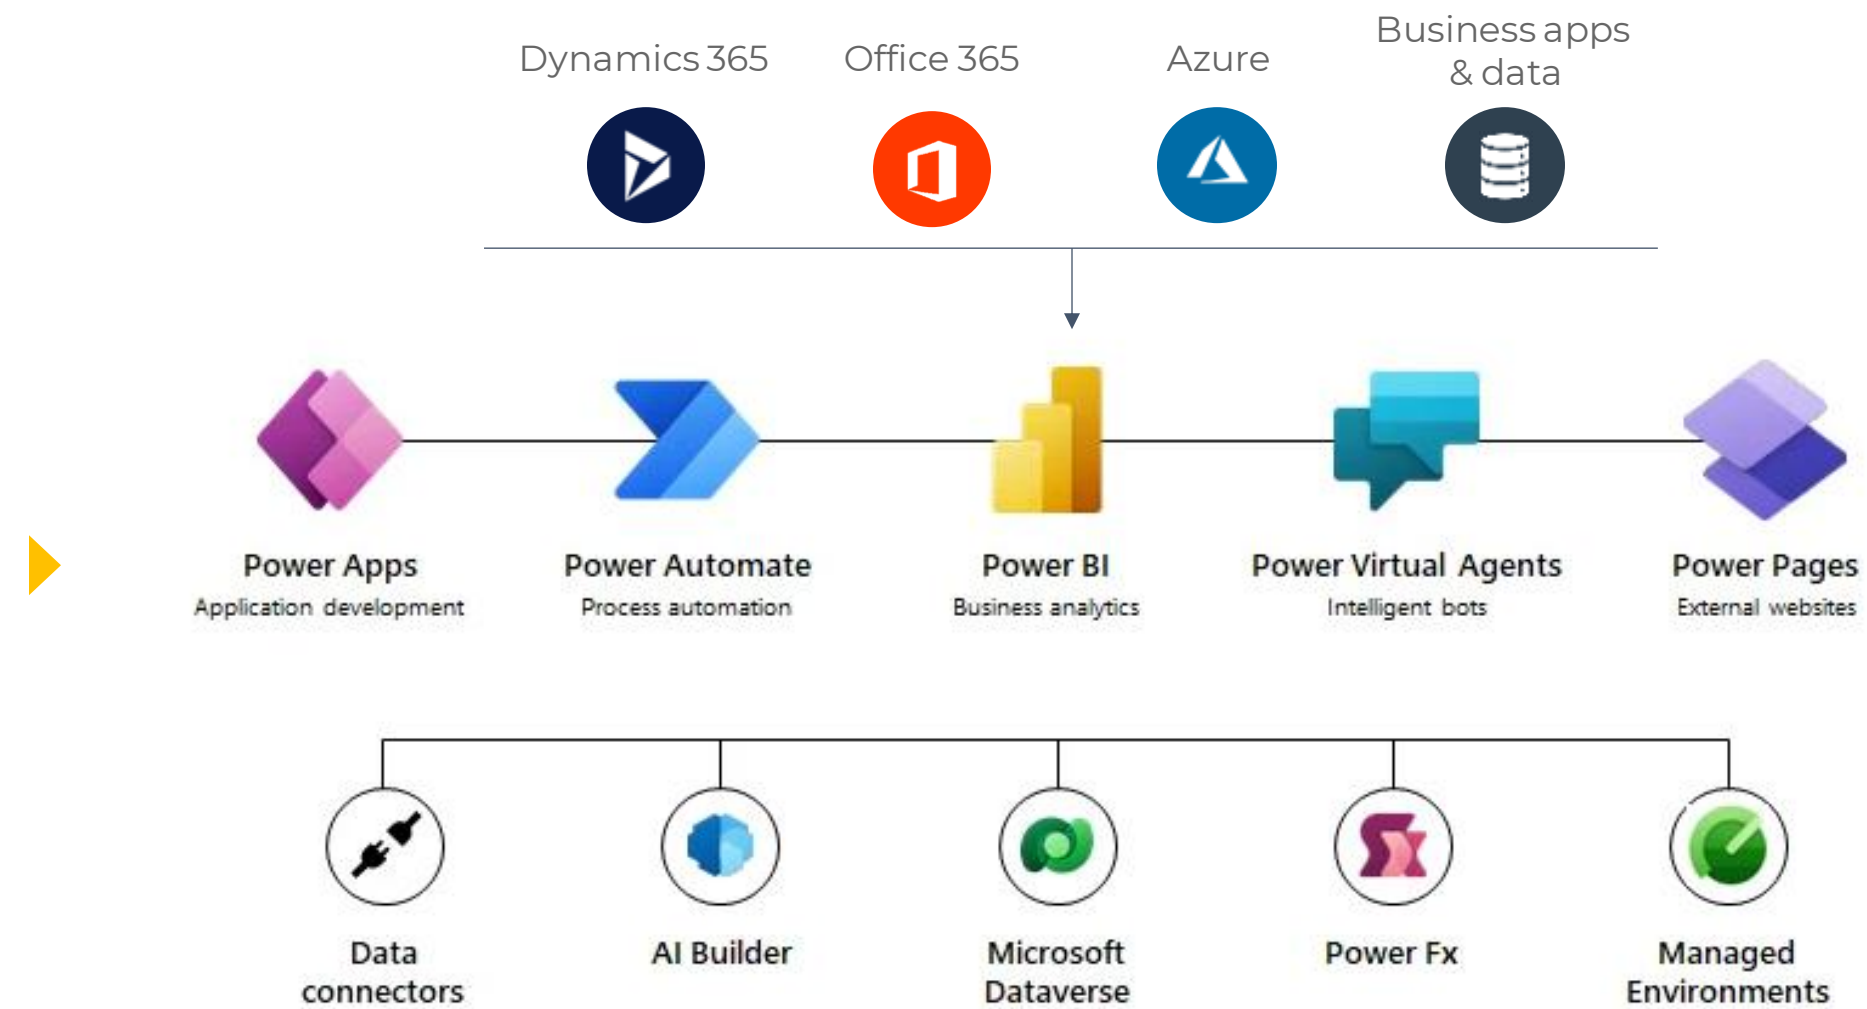 Dynamics 365
Office 365
Azure
Business apps
& data
Power Apps
Application development
Power Automate
Process automation
Power BI
Business analytics
Power Virtual Agents
Intelligent bots
Power Pages
External websites
Data
connectors
AI Builder
Microsoft
Dataverse
Power Fx
Managed
Environments